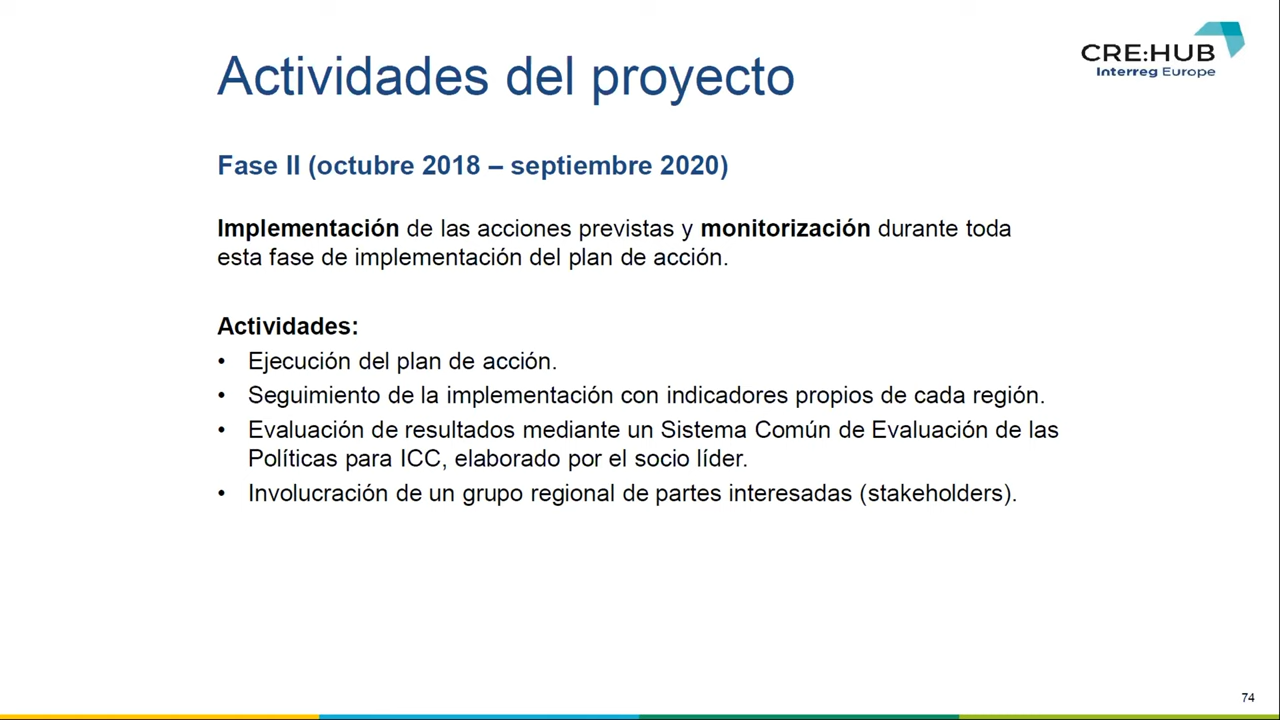 CRE:HUB
Interreg Europe
Actividades del proyecto
Fase II (octubre 2018 – septiembre 2020)
Implementación de las acciones previstas y monitorización durante toda
esta fase de implementación del plan de acción.
Actividades:
• Ejecución del plan de acción.
• Seguimiento de la implementación con indicadores propios de cada región.
• Evaluación de resultados mediante un Sistema Común de Evaluación de las
Políticas para ICC, elaborado por el socio líder.
• Involucración de un grupo regional de partes interesadas (stakeholders).
74